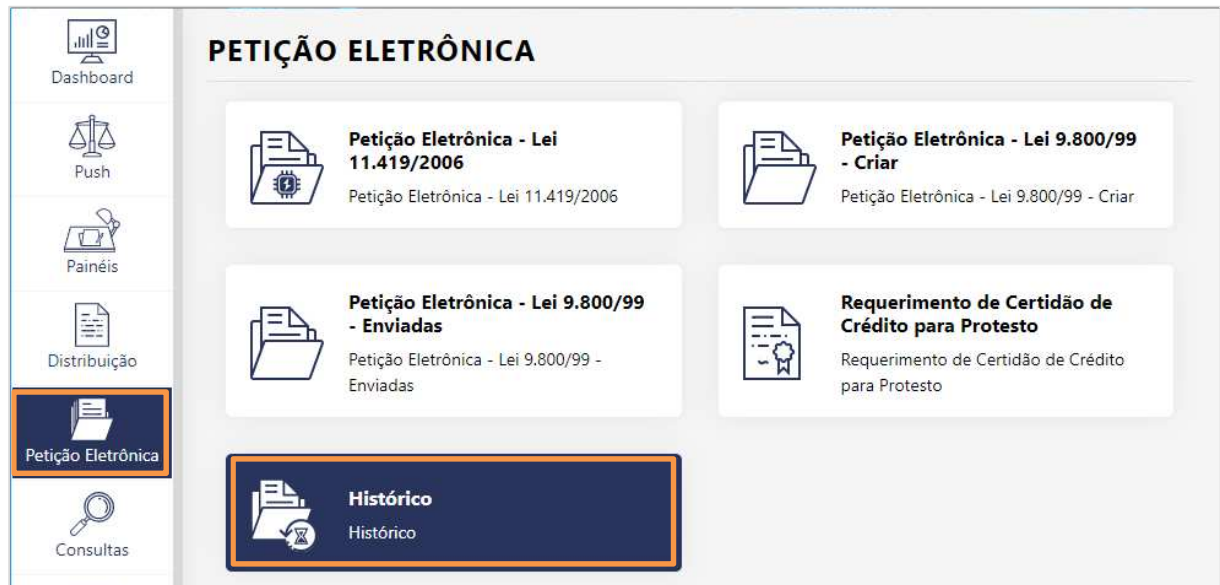 Dashboard
Push
Painéis
Distribuição
Petição Eletrônica
Consultas
PETIÇÃO ELETRÔNICA
Petição Eletrônica - Lei
11.419/2006
Petição Eletrônica - Lei 11.419/2006
Petição Eletrônica - Lei 9.800/99
- Criar
Petição Eletrônica - Lei 9.800/99 - Criar
Petição Eletrônica - Lei 9.800/99
- Enviadas
Petição Eletrônica - Lei 9.800/99 -
Enviadas
Requerimento de Certidão de
Crédito para Protesto
Requerimento de Certidão de Crédito
para Protesto
Histórico
Histórico